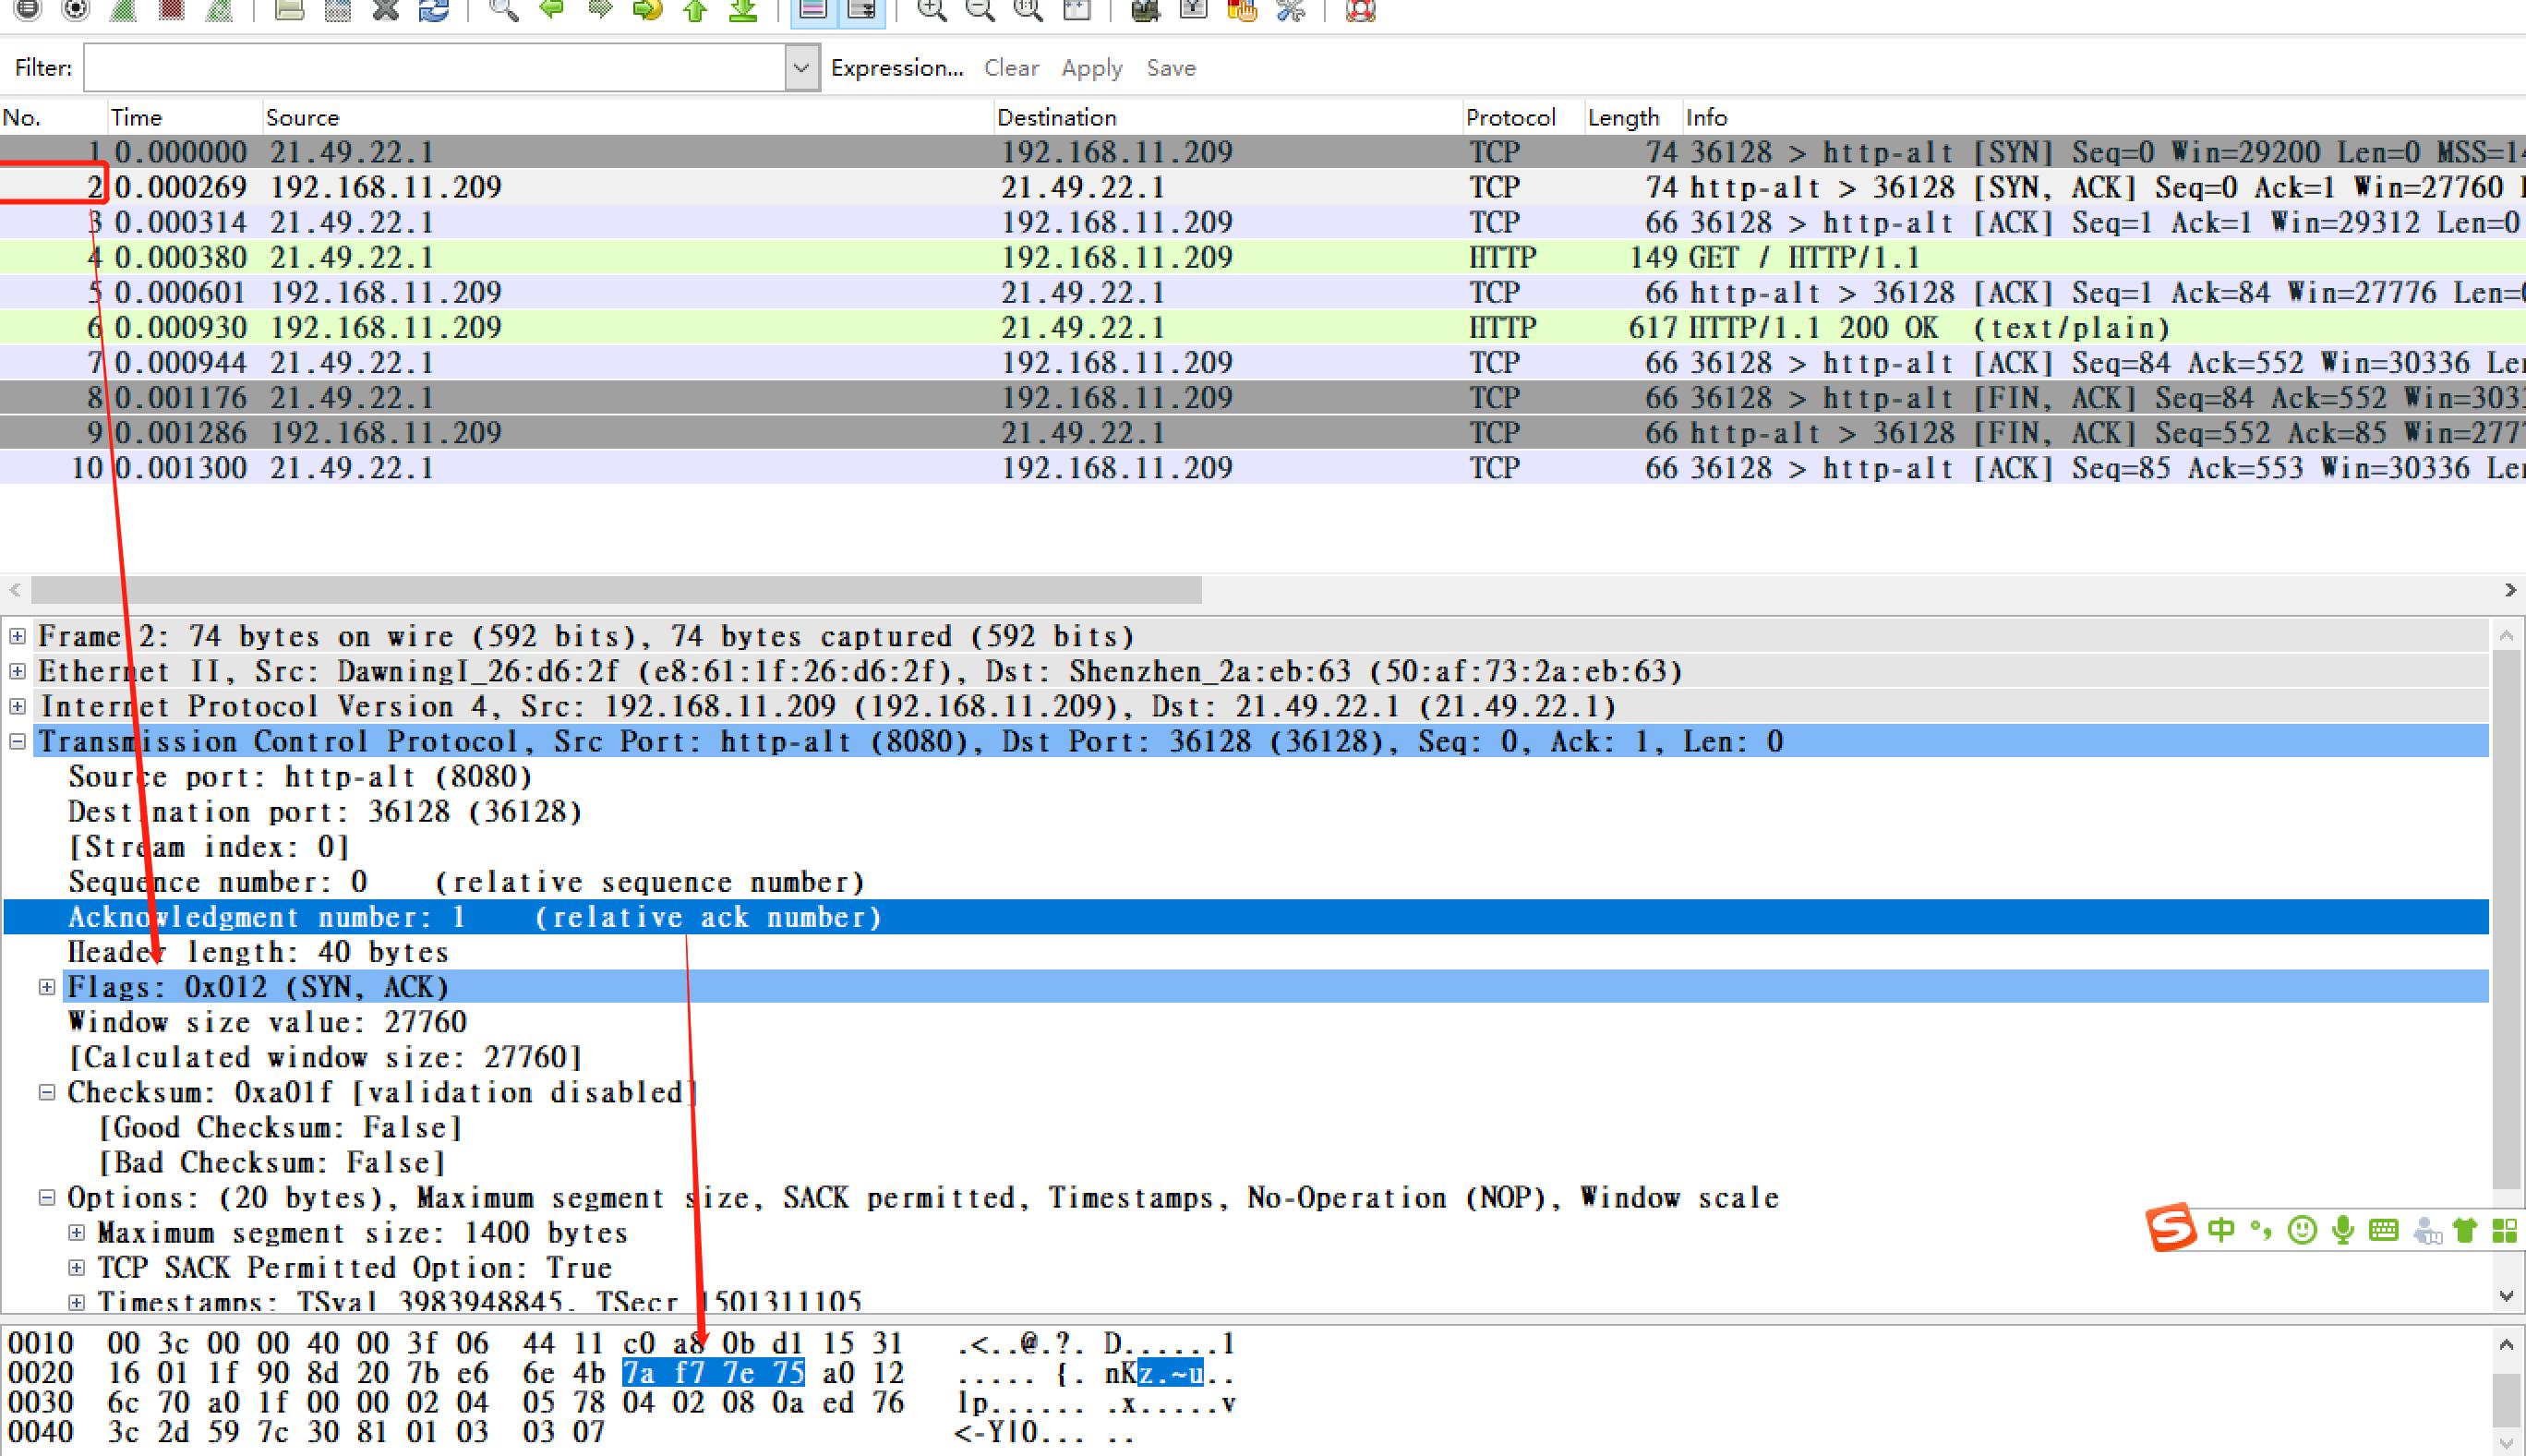 Filter: Expression... Clear Apply Save
No. Time Source Destination Protocol Length Info
1 0.000000 21.49.22.1 192.168.11.209 TCP 74 36128 > http-alt [SYN] Seq=0 Win=29200 Len=0 MSS=14
2 0.000269 192.168.11.209 21.49.22.1 TCP 74 http-alt > 36128 [SYN, ACK] Seq=0 Ack=1 Win=27760
3 0.000314 21.49.22.1 192.168.11.209 TCP 66 36128 > http-alt [ACK] Seq=1 Ack=1 Win=29312 Len=0
4 0.000380 21.49.22.1 192.168.11.209 HTTP 149 GET / HTTP/1.1
5 0.000601 192.168.11.209 21.49.22.1 TCP 66 http-alt > 36128 [ACK] Seq=1 Ack=84 Win=27776 Len=0
6 0.000930 192.168.11.209 21.49.22.1 HTTP 617 HTTP/1.1 200 OK (text/plain)
7 0.000944 21.49.22.1 192.168.11.209 TCP 66 36128 > http-alt [ACK] Seq=84 Ack=552 Win=30336 Len
8 0.001176 21.49.22.1 192.168.11.209 TCP 66 36128 > http-alt [FIN, ACK] Seq=84 Ack=552 Win=303
9 0.001286 192.168.11.209 21.49.22.1 TCP 66 http-alt > 36128 [FIN, ACK] Seq=552 Ack=85 Win=277
10 0.001300 21.49.22.1 192.168.11.209 TCP 66 36128 > http-alt [ACK] Seq=85 Ack=553 Win=30336 Len
Frame 2: 74 bytes on wire (592 bits), 74 bytes captured (592 bits)
Ethernet II, Src: DawningI_26:d6:2f (e8:61:1f:26:d6:2f), Dst: Shenzhen_2a:eb:63 (50:af:73:2a:eb:63)
Internet Protocol Version 4, Src: 192.168.11.209 (192.168.11.209), Dst: 21.49.22.1 (21.49.22.1)
Transmission Control Protocol, Src Port: http-alt (8080), Dst Port: 36128 (36128), Seq: 0, Ack: 1, Len: 0
Source port: http-alt (8080)
Destination port: 36128 (36128)
[Stream index: 0]
Sequence number: 0 (relative sequence number)
Acknowledgment number: 1 (relative ack number)
Header length: 40 bytes
Flags: 0x012 (SYN, ACK)
Window size value: 27760
[Calculated window size: 27760]
Checksum: 0xa01f [validation disabled]
[Good Checksum: False]
[Bad Checksum: False]
Options: (20 bytes), Maximum segment size, SACK permitted, Timestamps, No-Operation (NOP), Window scale
Maximum segment size: 1400 bytes
TCP SACK Permitted Option: True
Timestamps: TSval 3983948845, TSecr 1501311105
中
0010 00 3c 00 00 40 00 3f 06 44 11 c0 a8 0b d1 15 31 .<..@.?. D......1
0020 16 01 1f 90 8d 20 7b e6 6e 4b 7a f7 7e 75 a0 12 ..... {. nKz.~u..
0030 6c 70 a0 1f 00 00 02 04 05 78 04 02 08 0a ed 76 lp...... .x.....v
0040 3c 2d 59 7c 30 81 01 03 03 07 <-Y|0... ..